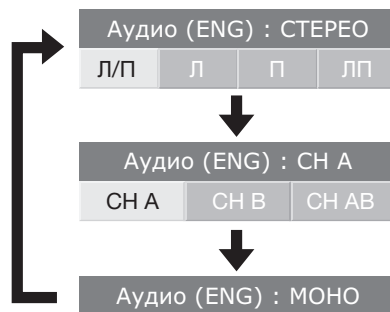 Аудио (ENG) : СТЕРЕО
Л/П Л П ЛП
Аудио (ENG) : CH A
CH A CH B CH AB
Аудио (ENG) : МОНО